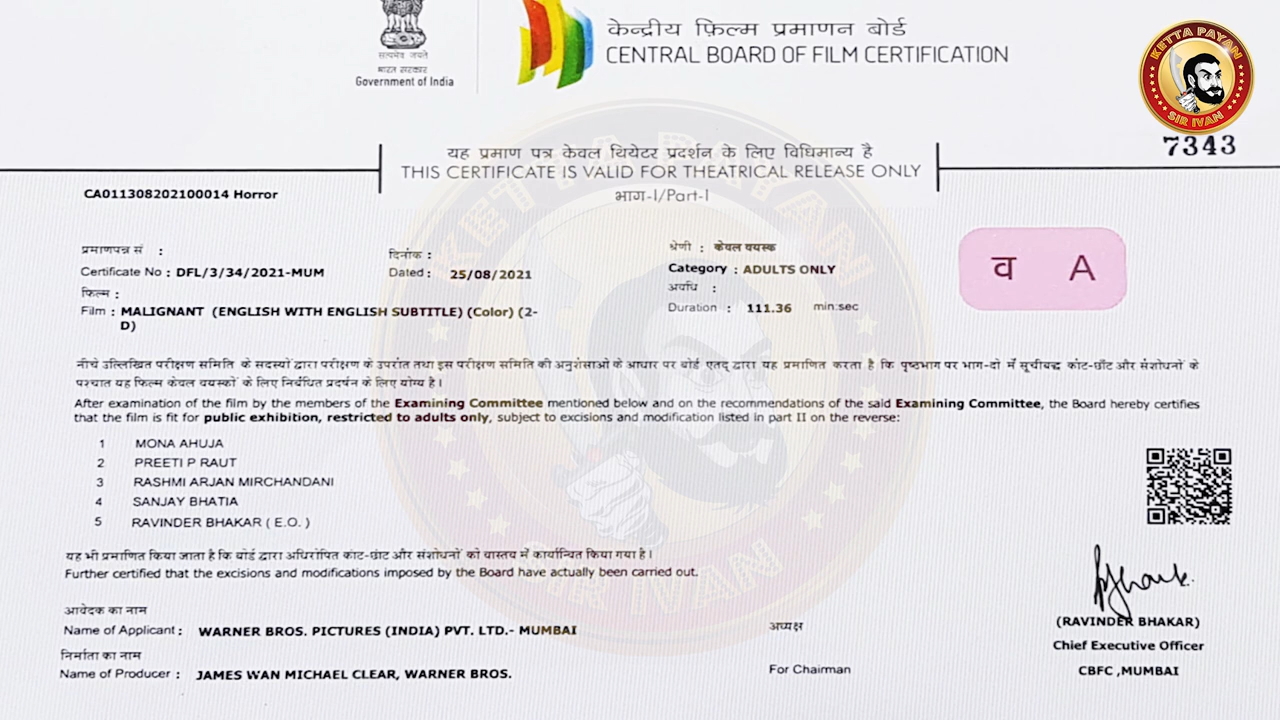 सत्यमेव जयते
भारत सरकार
Government of India
केन्द्रीय फ़िल्म प्रमाणन बोर्ड
CENTRAL BOARD OF FILM CERTIFICATION
KETTA PAYAN
SIR IVAN
7343
यह प्रमाण पत्र केवल थियेटर प्रदर्शन के लिए विधिमान्य है
THIS CERTIFICATE IS VALID FOR THEATRICAL RELEASE ONLY
भाग-I/Part-I
CA011308202100014 Horror
प्रमाणपत्र सं :
दिनांक :
श्रेणी : केवल वयस्क
Certificate No : DFL/3/34/2021-MUM
Dated : 25/08/2021
Category : ADULTS ONLY
व A
फिल्म :
अवधि :
Film : MALIGNANT (ENGLISH WITH ENGLISH SUBTITLE) (Color) (2-
D)
Duration : 111.36 min:sec
नीचे उल्लिखित परीक्षण समिति के सदस्यों द्वारा परीक्षण के उपरांत तथा इस परीक्षण समिति की अनुशंसाओं के आधार पर बोर्ड एतद् द्वारा यह प्रमाणित करता है कि पृष्ठभाग पर भाग-दो में सूचीबद्ध काँट-छाँट और संशोधनों के
पश्चात यह फिल्म केवल वयस्कों के लिए निर्बधित प्रदर्षन के लिए योग्य है।
After examination of the film by the members of the Examining Committee mentioned below and on the recommendations of the said Examining Committee, the Board hereby certifies
that the film is fit for public exhibition, restricted to adults only, subject to excisions and modification listed in part II on the reverse:
1 MONA AHUJA
2 PREETI P RAUT
3 RASHMI ARJAN MIRCHANDANI
4 SANJAY BHATIA
5 RAVINDER BHAKAR ( E.O. )
यह भी प्रमाणित किया जाता है कि बोर्ड द्वारा अधिरोपित काट-छाट और संशोधनों को वास्तव में कार्यान्वित किया गया है।
Further certified that the excisions and modifications imposed by the Board have actually been carried out.
आवेदक का नाम
Name of Applicant : WARNER BROS. PICTURES (INDIA) PVT. LTD.- MUMBAI
अध्यक्ष
(RAVINDER BHAKAR)
Chief Executive Officer
निर्माता का नाम
Name of Producer : JAMES WAN MICHAEL CLEAR, WARNER BROS.
For Chairman
CBFC ,MUMBAI
KETTA PAYAN
SIR IVAN